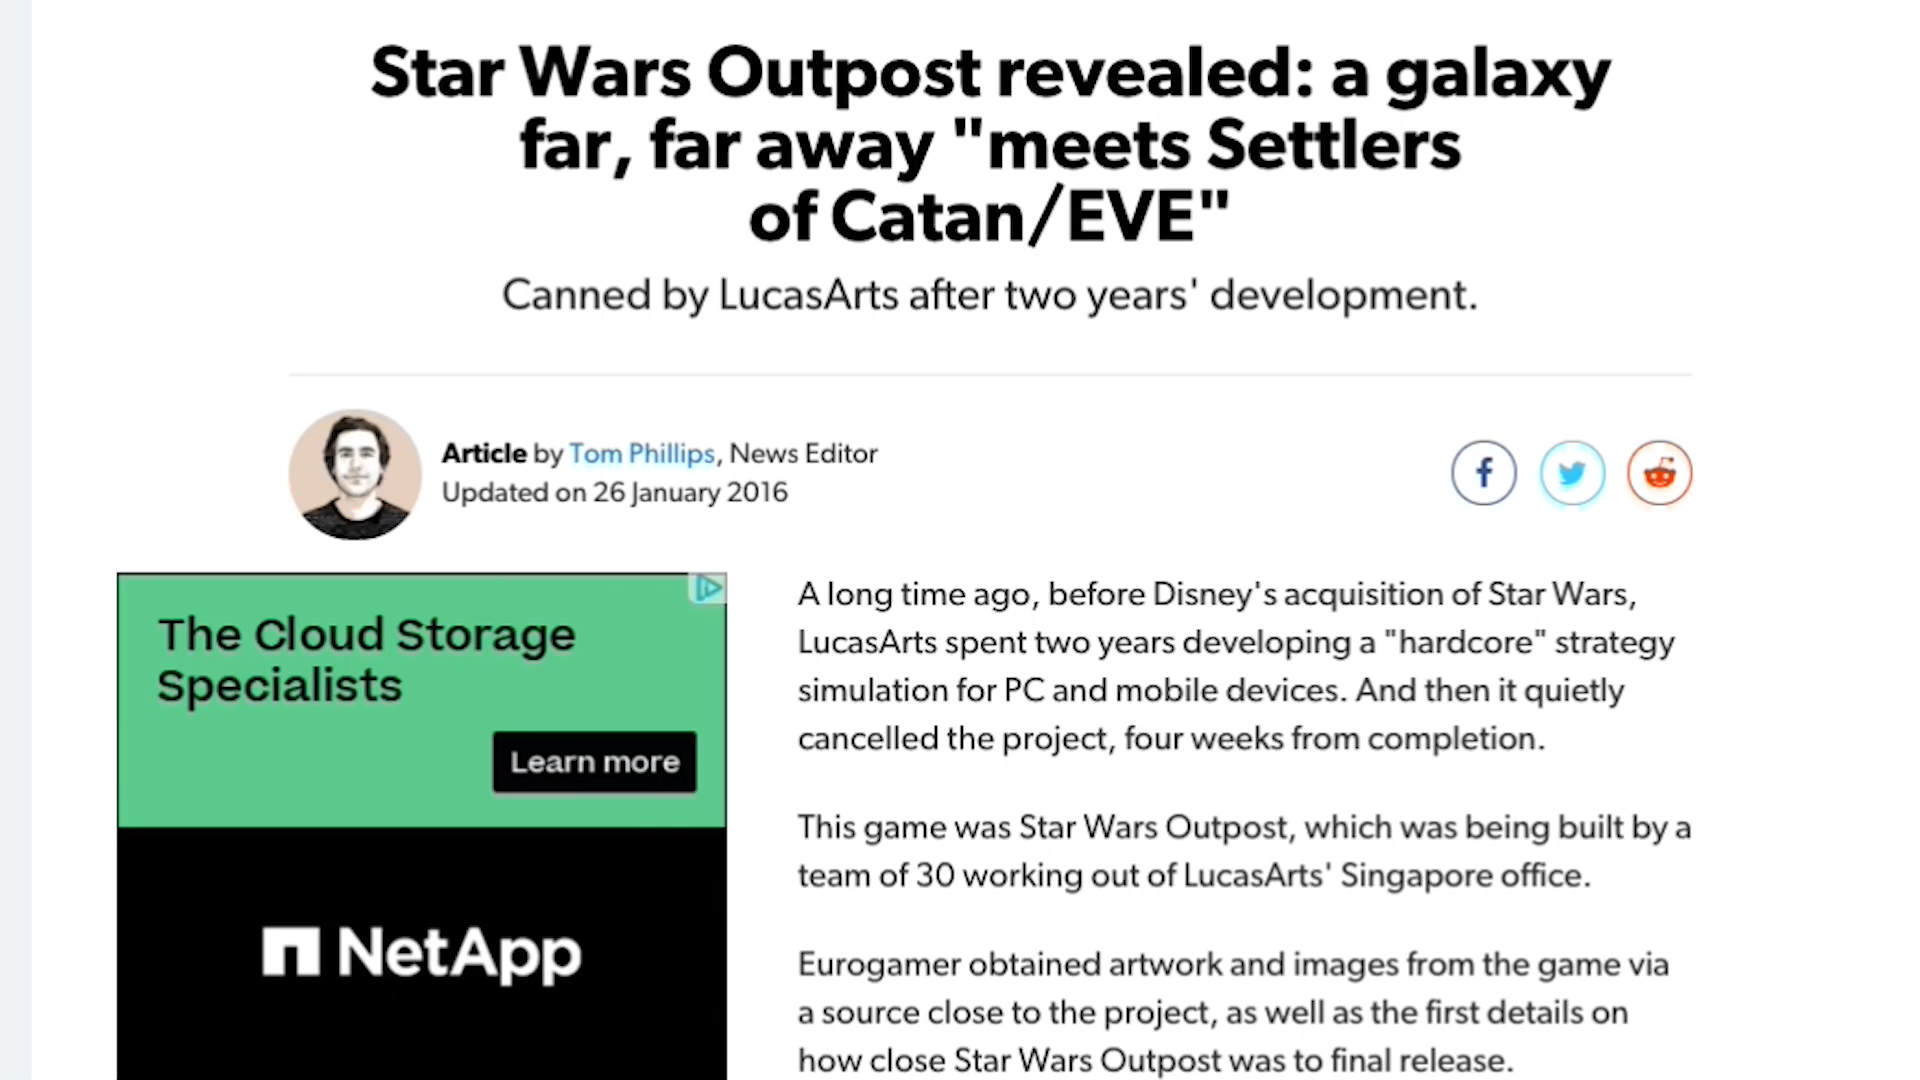 Star Wars Outpost revealed: a galaxy
far, far away "meets Settlers
of Catan/EVE"
Canned by LucasArts after two years' development.
Article by Tom Phillips, News Editor
Updated on 26 January 2016
The Cloud Storage
Specialists
Learn more
NetApp
A long time ago, before Disney's acquisition of Star Wars,
LucasArts spent two years developing a "hardcore" strategy
simulation for PC and mobile devices. And then it quietly
cancelled the project, four weeks from completion.
This game was Star Wars Outpost, which was being built by a
team of 30 working out of LucasArts' Singapore office.
Eurogamer obtained artwork and images from the game via
a source close to the project, as well as the first details on
how close Star Wars Outpost was to final release.